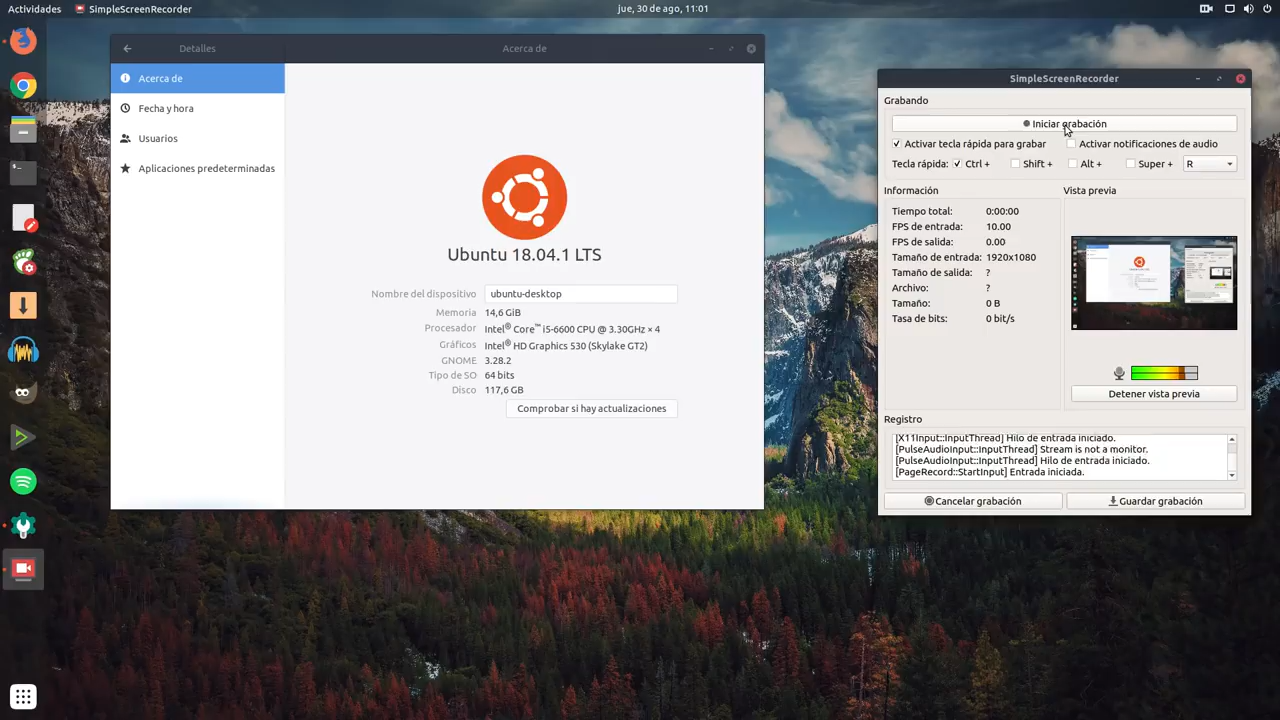 Actividades SimpleScreenRecorder jue, 30 de ago, 11:01
Detalles Acerca de
Acerca de
Fecha y hora
Usuarios
Aplicaciones predeterminadas
Ubuntu 18.04.1 LTS
Nombre del dispositivo ubuntu-desktop
Memoria 14,6 GiB
Procesador Intel® Core™ i5-6600 CPU @ 3.30GHz × 4
Gráficos Intel® HD Graphics 530 (Skylake GT2)
GNOME 3.28.2
Tipo de SO 64 bits
Disco 117,6 GB
Comprobar si hay actualizaciones
SimpleScreenRecorder
Grabando
Iniciar grabación
Activar tecla rápida para grabar Activar notificaciones de audio
Tecla rápida: Ctrl + Shift + Alt + Super + R
Información Vista previa
Tiempo total: 0:00:00
FPS de entrada: 10.00
FPS de salida: 0.00
Tamaño de entrada: 1920x1080
Tamaño de salida: ?
Archivo: ?
Tamaño: 0 B
Tasa de bits: 0 bit/s
Detener vista previa
Registro
[X11Input::InputThread] Hilo de entrada iniciado.
[PulseAudioInput::InputThread] Stream is not a monitor.
[PulseAudioInput::InputThread] Hilo de entrada iniciado.
[PageRecord::StartInput] Entrada iniciada.
Cancelar grabación Guardar grabación